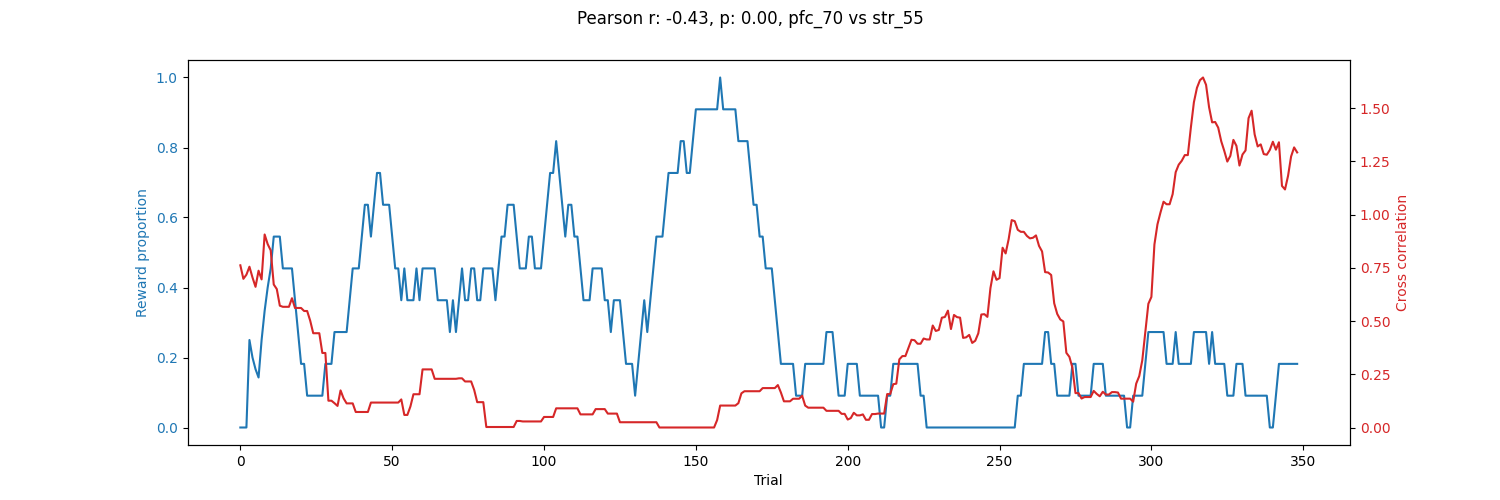 Pearson r: -0.43, p: 0.00, pfc_70 vs str_55
1.0
0.8
0.6
0.4
0.2
0.0
Reward proportion
1.50
1.25
1.00
0.75
0.50
0.25
0.00
Cross correlation
0 50 100 150 200 250 300 350
Trial